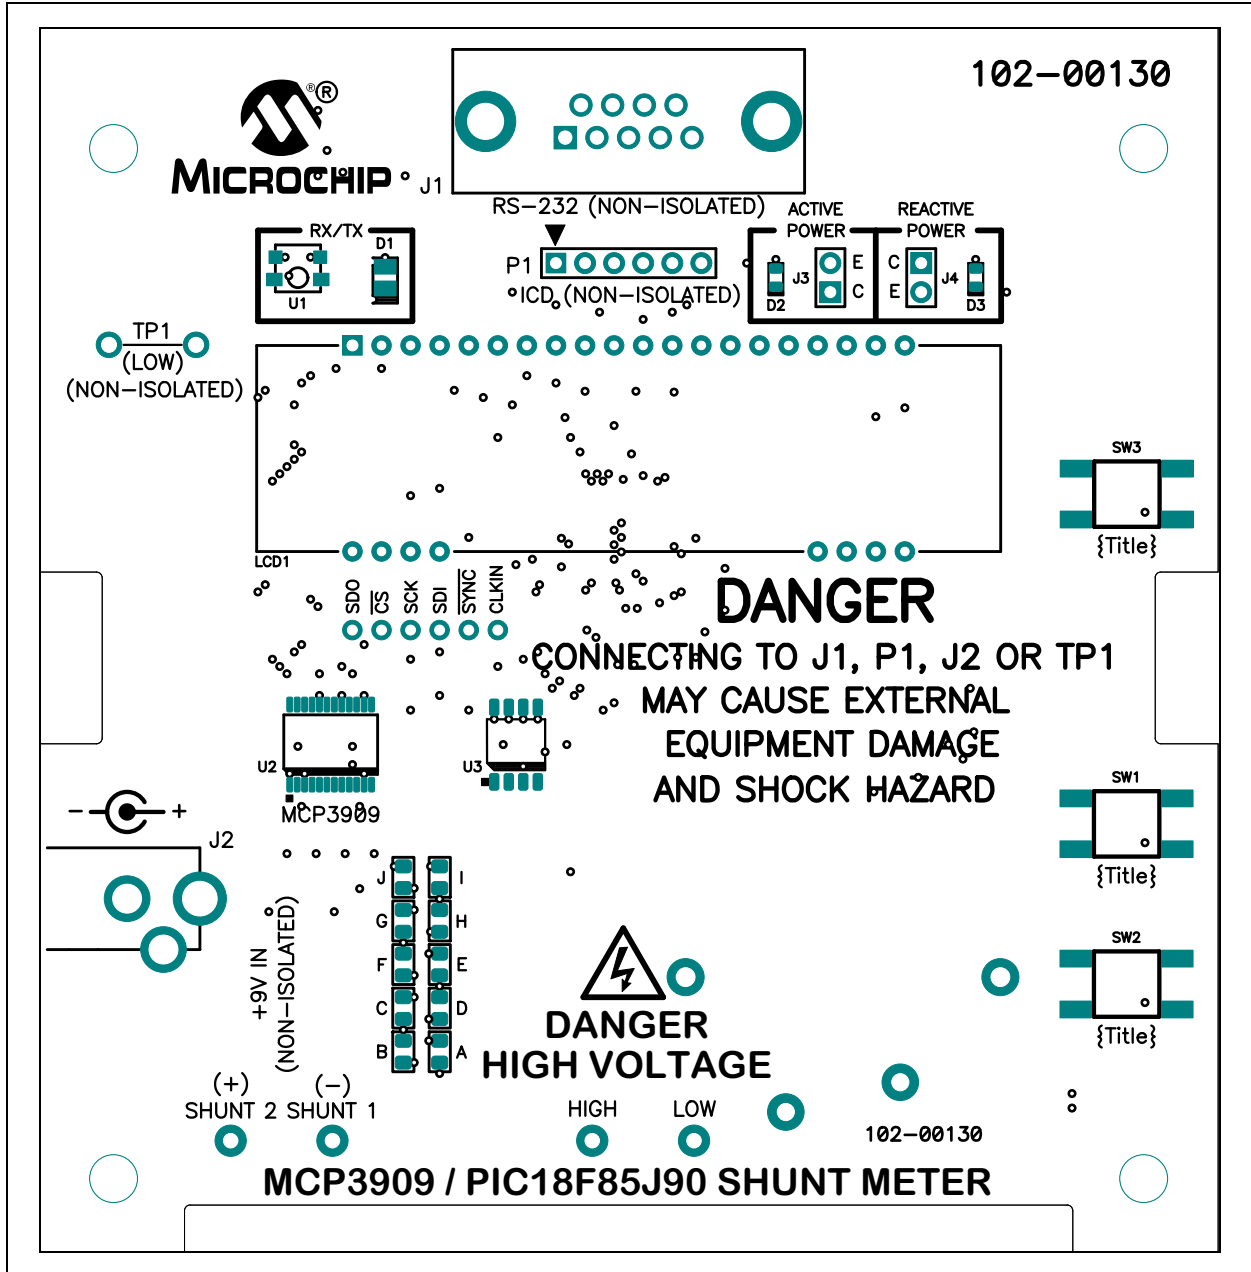 102-00130
® ®
MICROCHIP
J1
RS-232 (NON-ISOLATED)
ACTIVE
POWER
REACTIVE
POWER
RX/TX
D1
U1
P1
ICD (NON-ISOLATED)
E
J3
C
D2
C
J4
E
D3
TP1
(LOW)
(NON-ISOLATED)
SW3
{Title}
LCD1
SDO
CS
SCK
SDI
SYNC
CLKIN
DANGER
CONNECTING TO J1, P1, J2 OR TP1
MAY CAUSE EXTERNAL
EQUIPMENT DAMAGE
AND SHOCK HAZARD
U2
U3
MCP3909
- +
J2
SW1
{Title}
J I
G H
F E
C D
B A
+9V IN
(NON-ISOLATED)
SW2
{Title}
DANGER
HIGH VOLTAGE
(+)
SHUNT 2
(-)
SHUNT 1
HIGH
LOW
102-00130
MCP3909 / PIC18F85J90 SHUNT METER